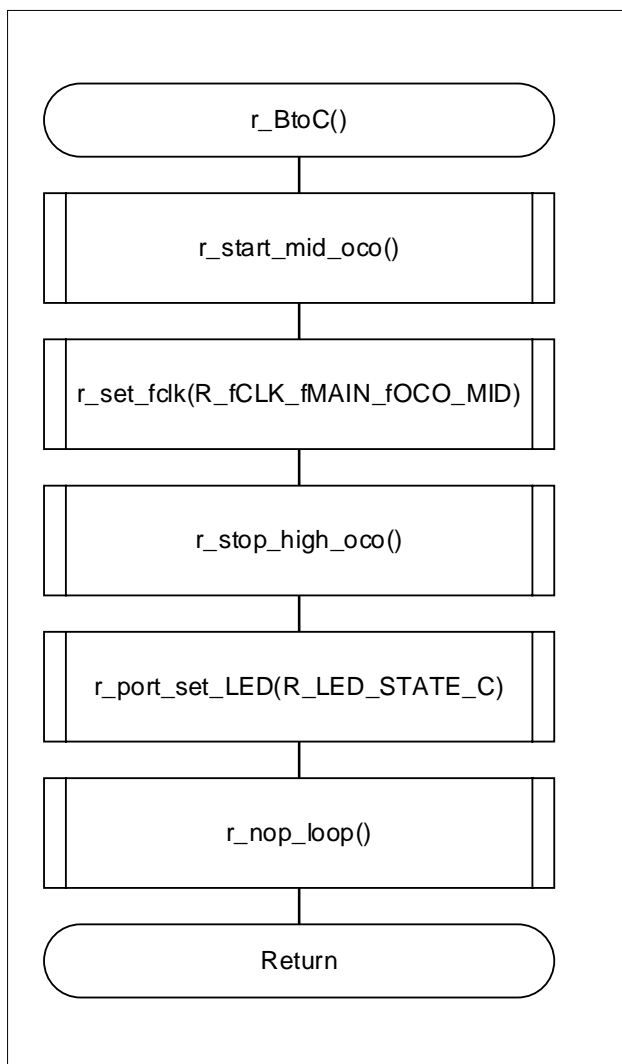 r_BtoC()
r_start_mid_oco()
r_set_fclk(R_fCLK_fMAIN_fOCO_MID)
r_stop_high_oco()
r_port_set_LED(R_LED_STATE_C)
r_nop_loop()
Return